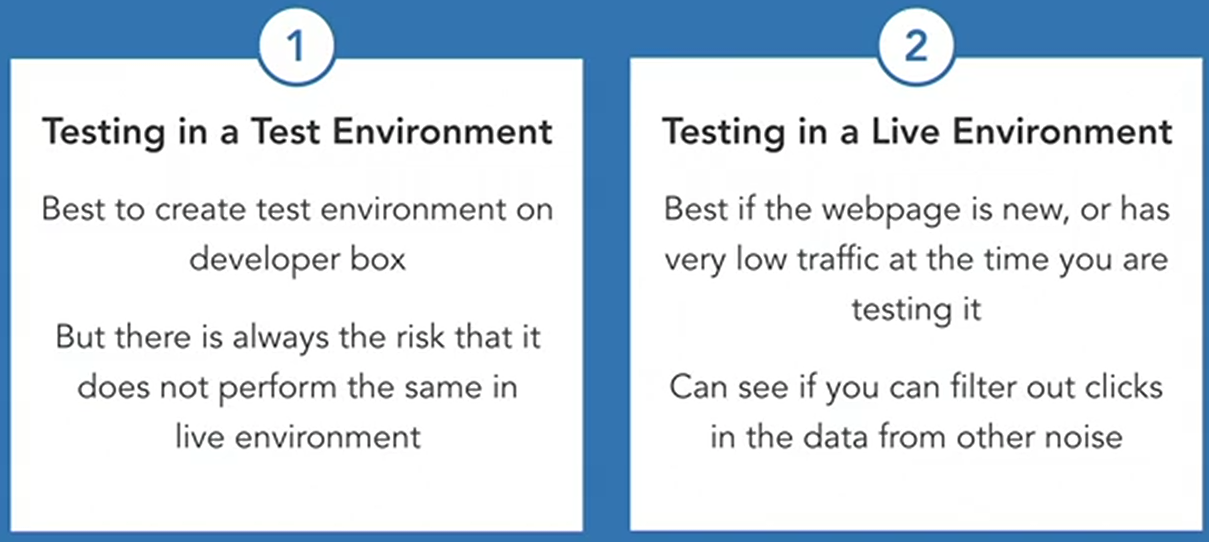 1
Testing in a Test Environment
Best to create test environment on
developer box
But there is always the risk that it
does not perform the same in
live environment
2
Testing in a Live Environment
Best if the webpage is new, or has
very low traffic at the time you are
testing it
Can see if you can filter out clicks
in the data from other noise